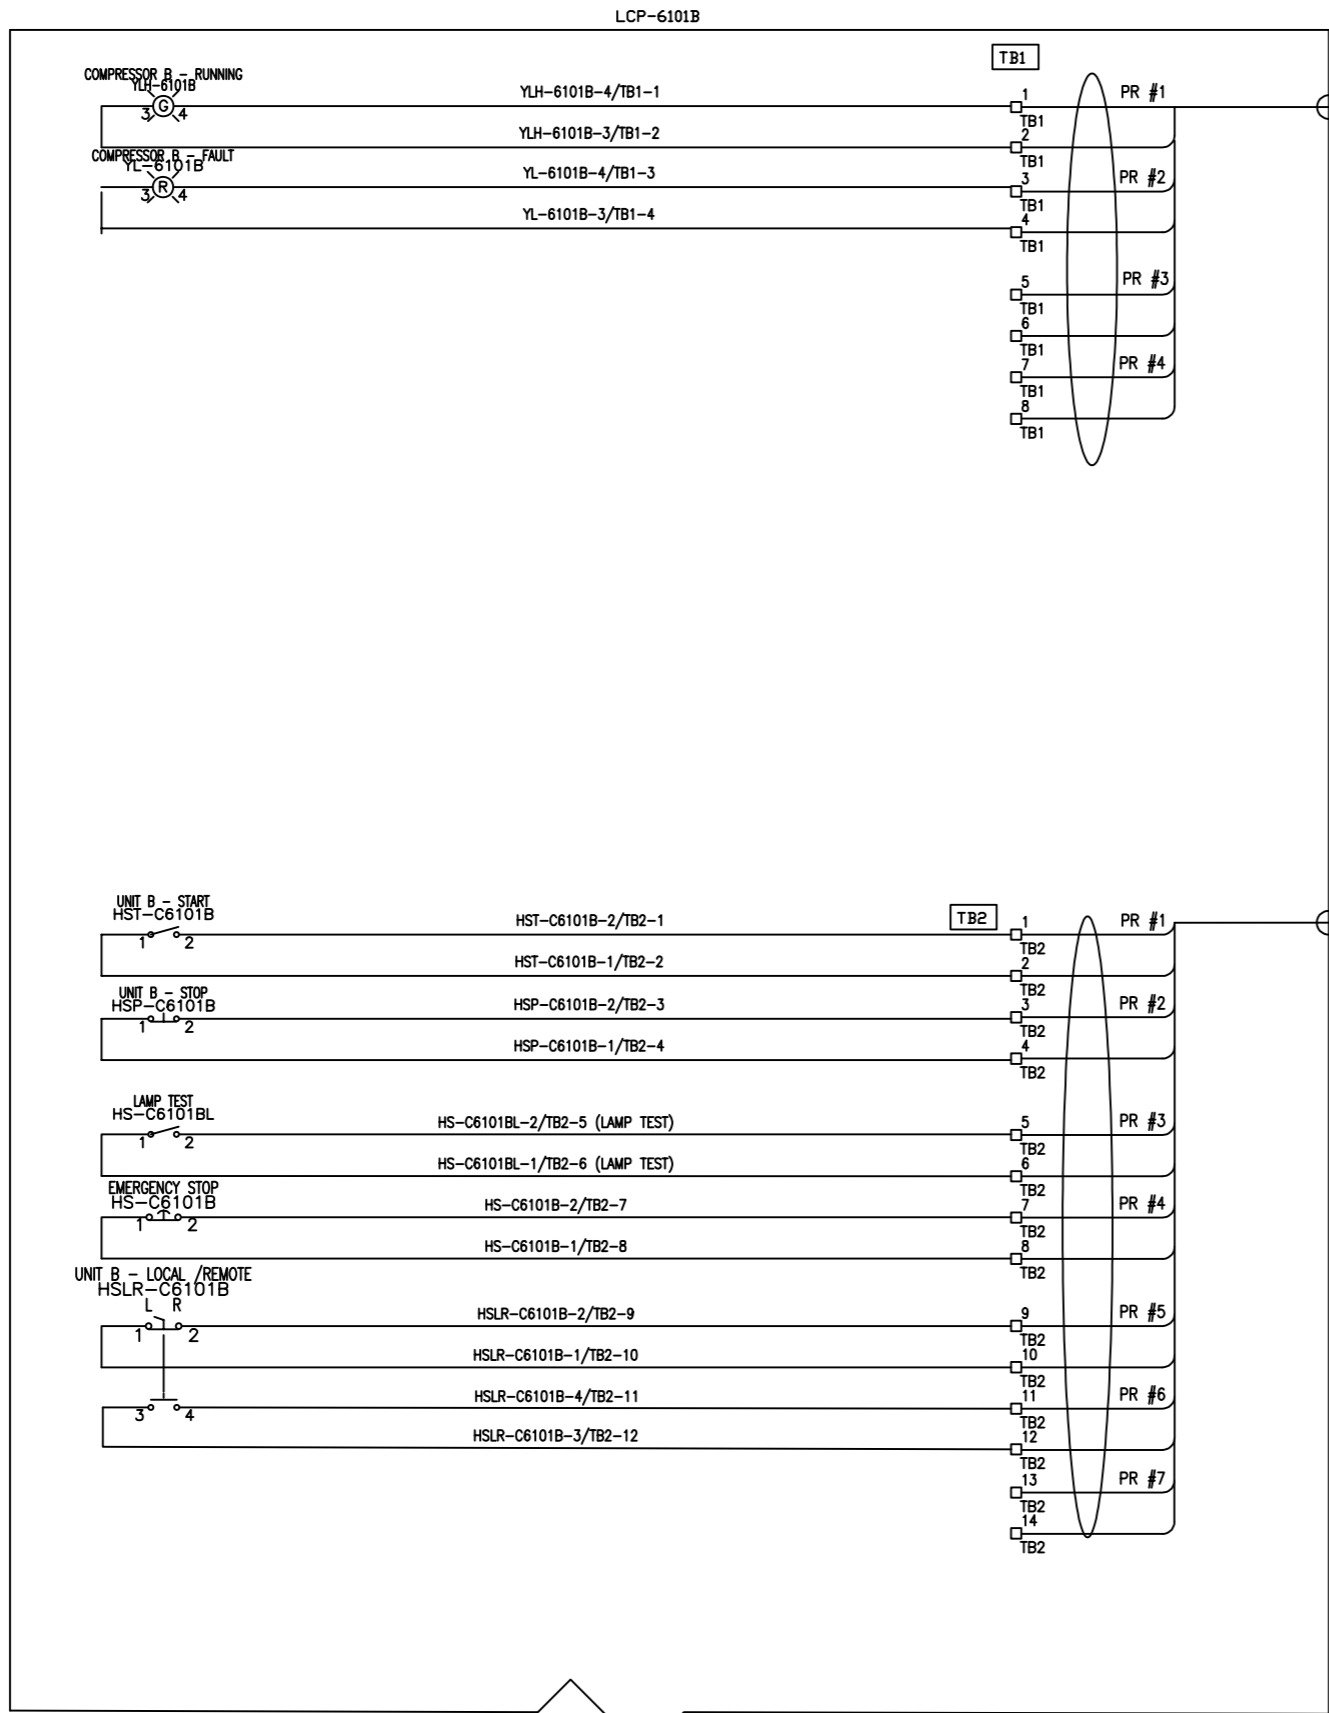 LCP-6101B
TB1
COMPRESSOR B - RUNNING
YLH-6101B
G
3 4
YLH-6101B-4/TB1-1
1
PR #1
TB1
YLH-6101B-3/TB1-2
2
TB1
COMPRESSOR B - FAULT
YL-6101B
R
3 4
YL-6101B-4/TB1-3
3
PR #2
TB1
YL-6101B-3/TB1-4
4
TB1
5
PR #3
TB1
6
TB1
7
PR #4
TB1
8
TB1
UNIT B - START
HST-C6101B
1 2
HST-C6101B-2/TB2-1
TB2
1
PR #1
TB2
HST-C6101B-1/TB2-2
2
TB2
UNIT B - STOP
HSP-C6101B
1 2
HSP-C6101B-2/TB2-3
3
PR #2
TB2
HSP-C6101B-1/TB2-4
4
TB2
LAMP TEST
HS-C6101BL
1 2
HS-C6101BL-2/TB2-5 (LAMP TEST)
5
PR #3
TB2
HS-C6101BL-1/TB2-6 (LAMP TEST)
6
TB2
EMERGENCY STOP
HS-C6101B
1 2
HS-C6101B-2/TB2-7
7
PR #4
TB2
HS-C6101B-1/TB2-8
8
TB2
UNIT B - LOCAL /REMOTE
HSLR-C6101B
L R
1 2
HSLR-C6101B-2/TB2-9
9
PR #5
TB2
HSLR-C6101B-1/TB2-10
10
TB2
3 4
HSLR-C6101B-4/TB2-11
11
PR #6
TB2
HSLR-C6101B-3/TB2-12
12
TB2
13
PR #7
TB2
14
TB2